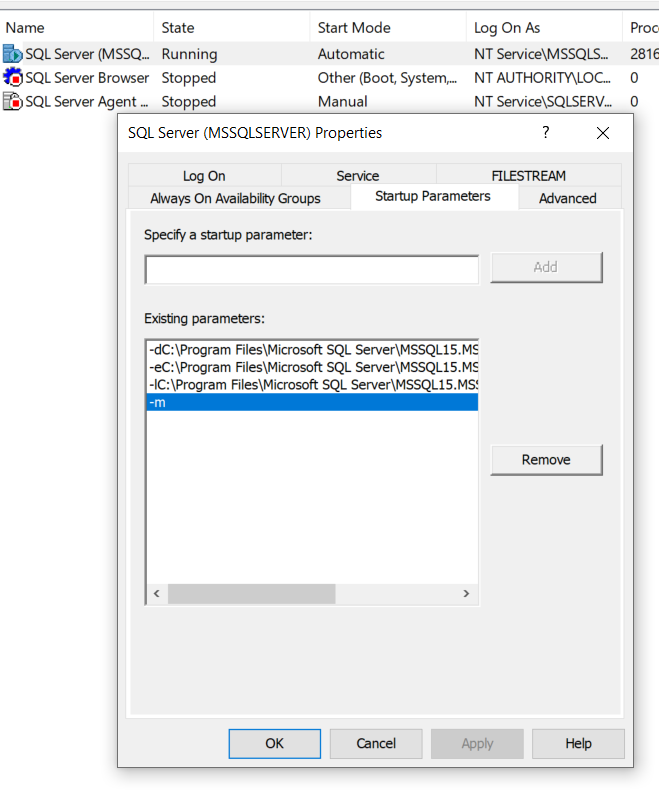 Name State Start Mode Log On As Proc
SQL Server (MSSQ... Running Automatic NT Service\MSSQLS... 2816
SQL Server Browser Stopped Other (Boot, System,... NT AUTHORITY\LOC... 0
SQL Server Agent ... Stopped Manual NT Service\SQLSERV... 0
SQL Server (MSSQLSERVER) Properties ?
Log On Service FILESTREAM
Always On Availability Groups Startup Parameters Advanced
Specify a startup parameter:
Add
Existing parameters:
-dC:\Program Files\Microsoft SQL Server\MSSQL15.MS
-eC:\Program Files\Microsoft SQL Server\MSSQL15.MS
-lC:\Program Files\Microsoft SQL Server\MSSQL15.MSS
-m
Remove
OK Cancel Apply Help